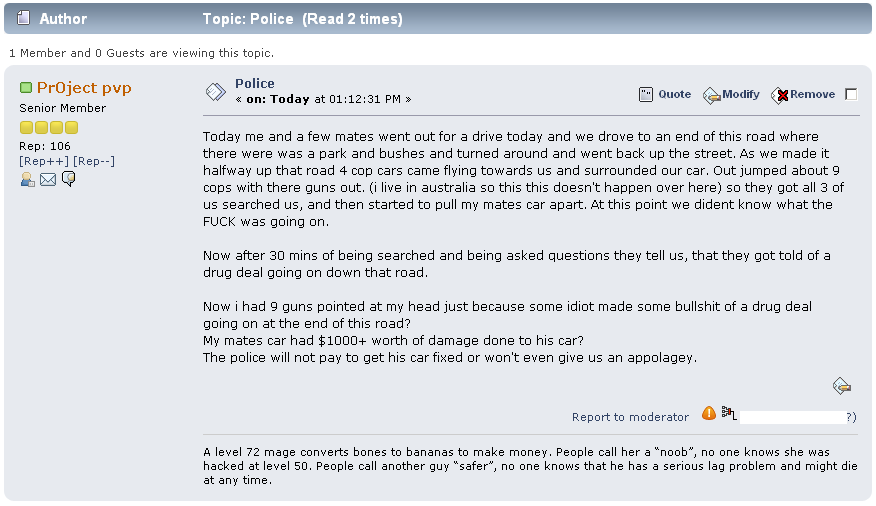 Author
Topic: Police (Read 2 times)
1 Member and 0 Guests are viewing this topic.
PrOject pvp
Senior Member
Rep: 106
[Rep++] [Rep--]
Police
« on: Today at 01:12:31 PM »
Quote
Modify
Remove
Today me and a few mates went out for a drive today and we drove to an end of this road where
there were was a park and bushes and turned around and went back up the street. As we made it
halfway up that road 4 cop cars came flying towards us and surrounded our car. Out jumped about 9
cops with there guns out. (i live in australia so this this doesn't happen over here) so they got all 3 of
us searched us, and then started to pull my mates car apart. At this point we dident know what the
FUCK was going on.
Now after 30 mins of being searched and being asked questions they tell us, that they got told of a
drug deal going on down that road.
Now i had 9 guns pointed at my head just because some idiot made some bullshit of a drug deal
going on at the end of this road?
My mates car had $1000+ worth of damage done to his car?
The police will not pay to get his car fixed or won't even give us an appolagey.
Report to moderator
?)
A level 72 mage converts bones to bananas to make money. People call her a “noob”, no one knows she was
hacked at level 50. People call another guy “safer”, no one knows that he has a serious lag problem and might die
at any time.